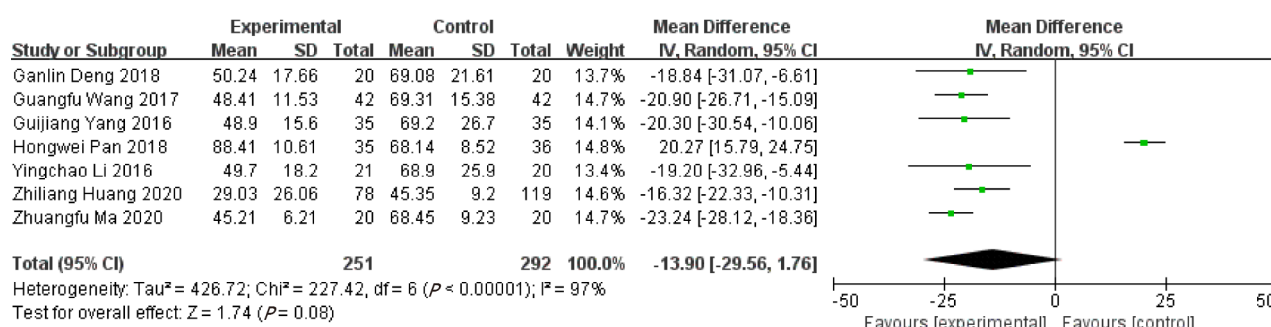 Experimental Control Mean Difference Mean Difference
Study or Subgroup Mean SD Total Mean SD Total Weight IV, Random, 95% CI IV, Random, 95% CI
Ganlin Deng 2018 50.24 17.66 20 69.08 21.61 20 13.7% -18.84 [-31.07, -6.61]
Guangfu Wang 2017 48.41 11.53 42 69.31 15.38 42 14.7% -20.90 [-26.71, -15.09]
Guijiang Yang 2016 48.9 15.6 35 69.2 26.7 35 14.1% -20.30 [-30.54, -10.06]
Hongwei Pan 2018 88.41 10.61 35 68.14 8.52 36 14.8% 20.27 [15.79, 24.75]
Yingchao Li 2016 49.7 18.2 21 68.9 25.9 20 13.4% -19.20 [-32.96, -5.44]
Zhiliang Huang 2020 29.03 26.06 78 45.35 9.2 119 14.6% -16.32 [-22.33, -10.31]
Zhuangfu Ma 2020 45.21 6.21 20 68.45 9.23 20 14.7% -23.24 [-28.12, -18.36]
Total (95% CI) 251 292 100.0% -13.90 [-29.56, 1.76]
Heterogeneity: Tau² = 426.72; Chi² = 227.42, df = 6 (P < 0.00001); I² = 97%
Test for overall effect: Z = 1.74 (P = 0.08)
-50 -25 0 25 50
Favours [experimental] Favours [control]